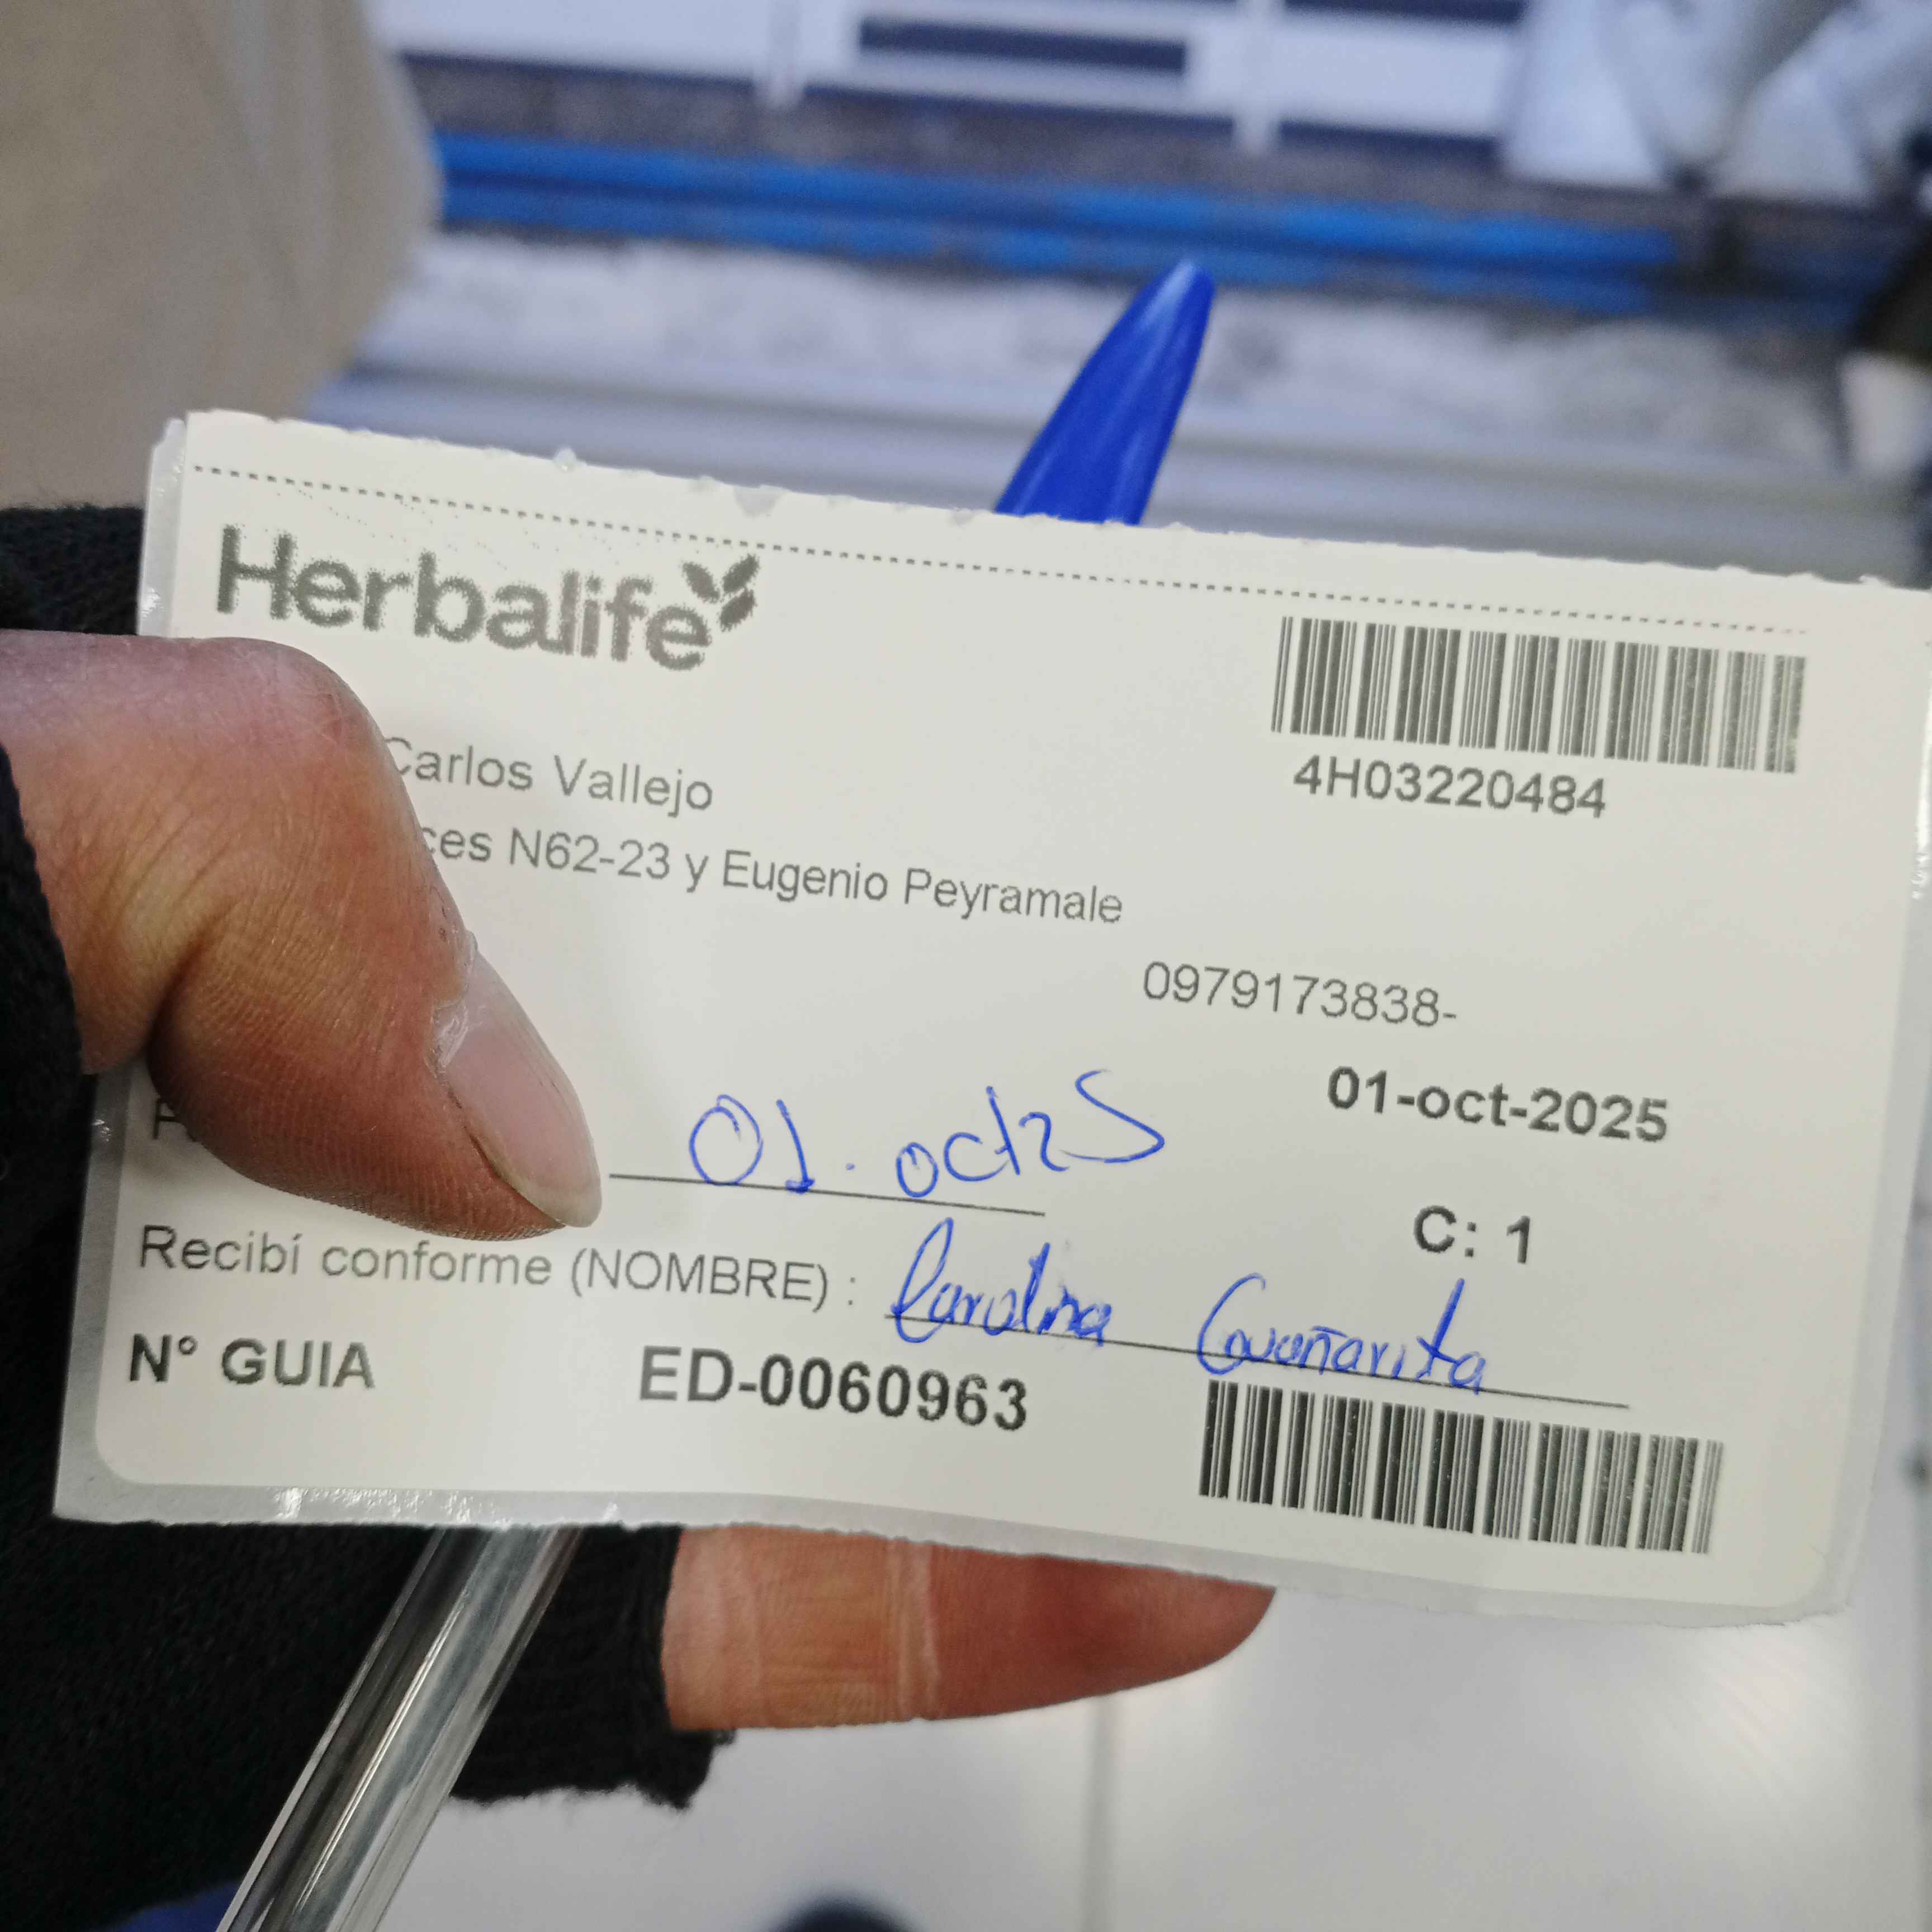 Herbalife
4H03220484
Carlos Vallejo
ces N62-23 y Eugenio Peyramale
0979173838-
01-oct-2025
01. oct25
C: 1
Recibí conforme (NOMBRE) : Carolina
N° GUIA ED-0060963